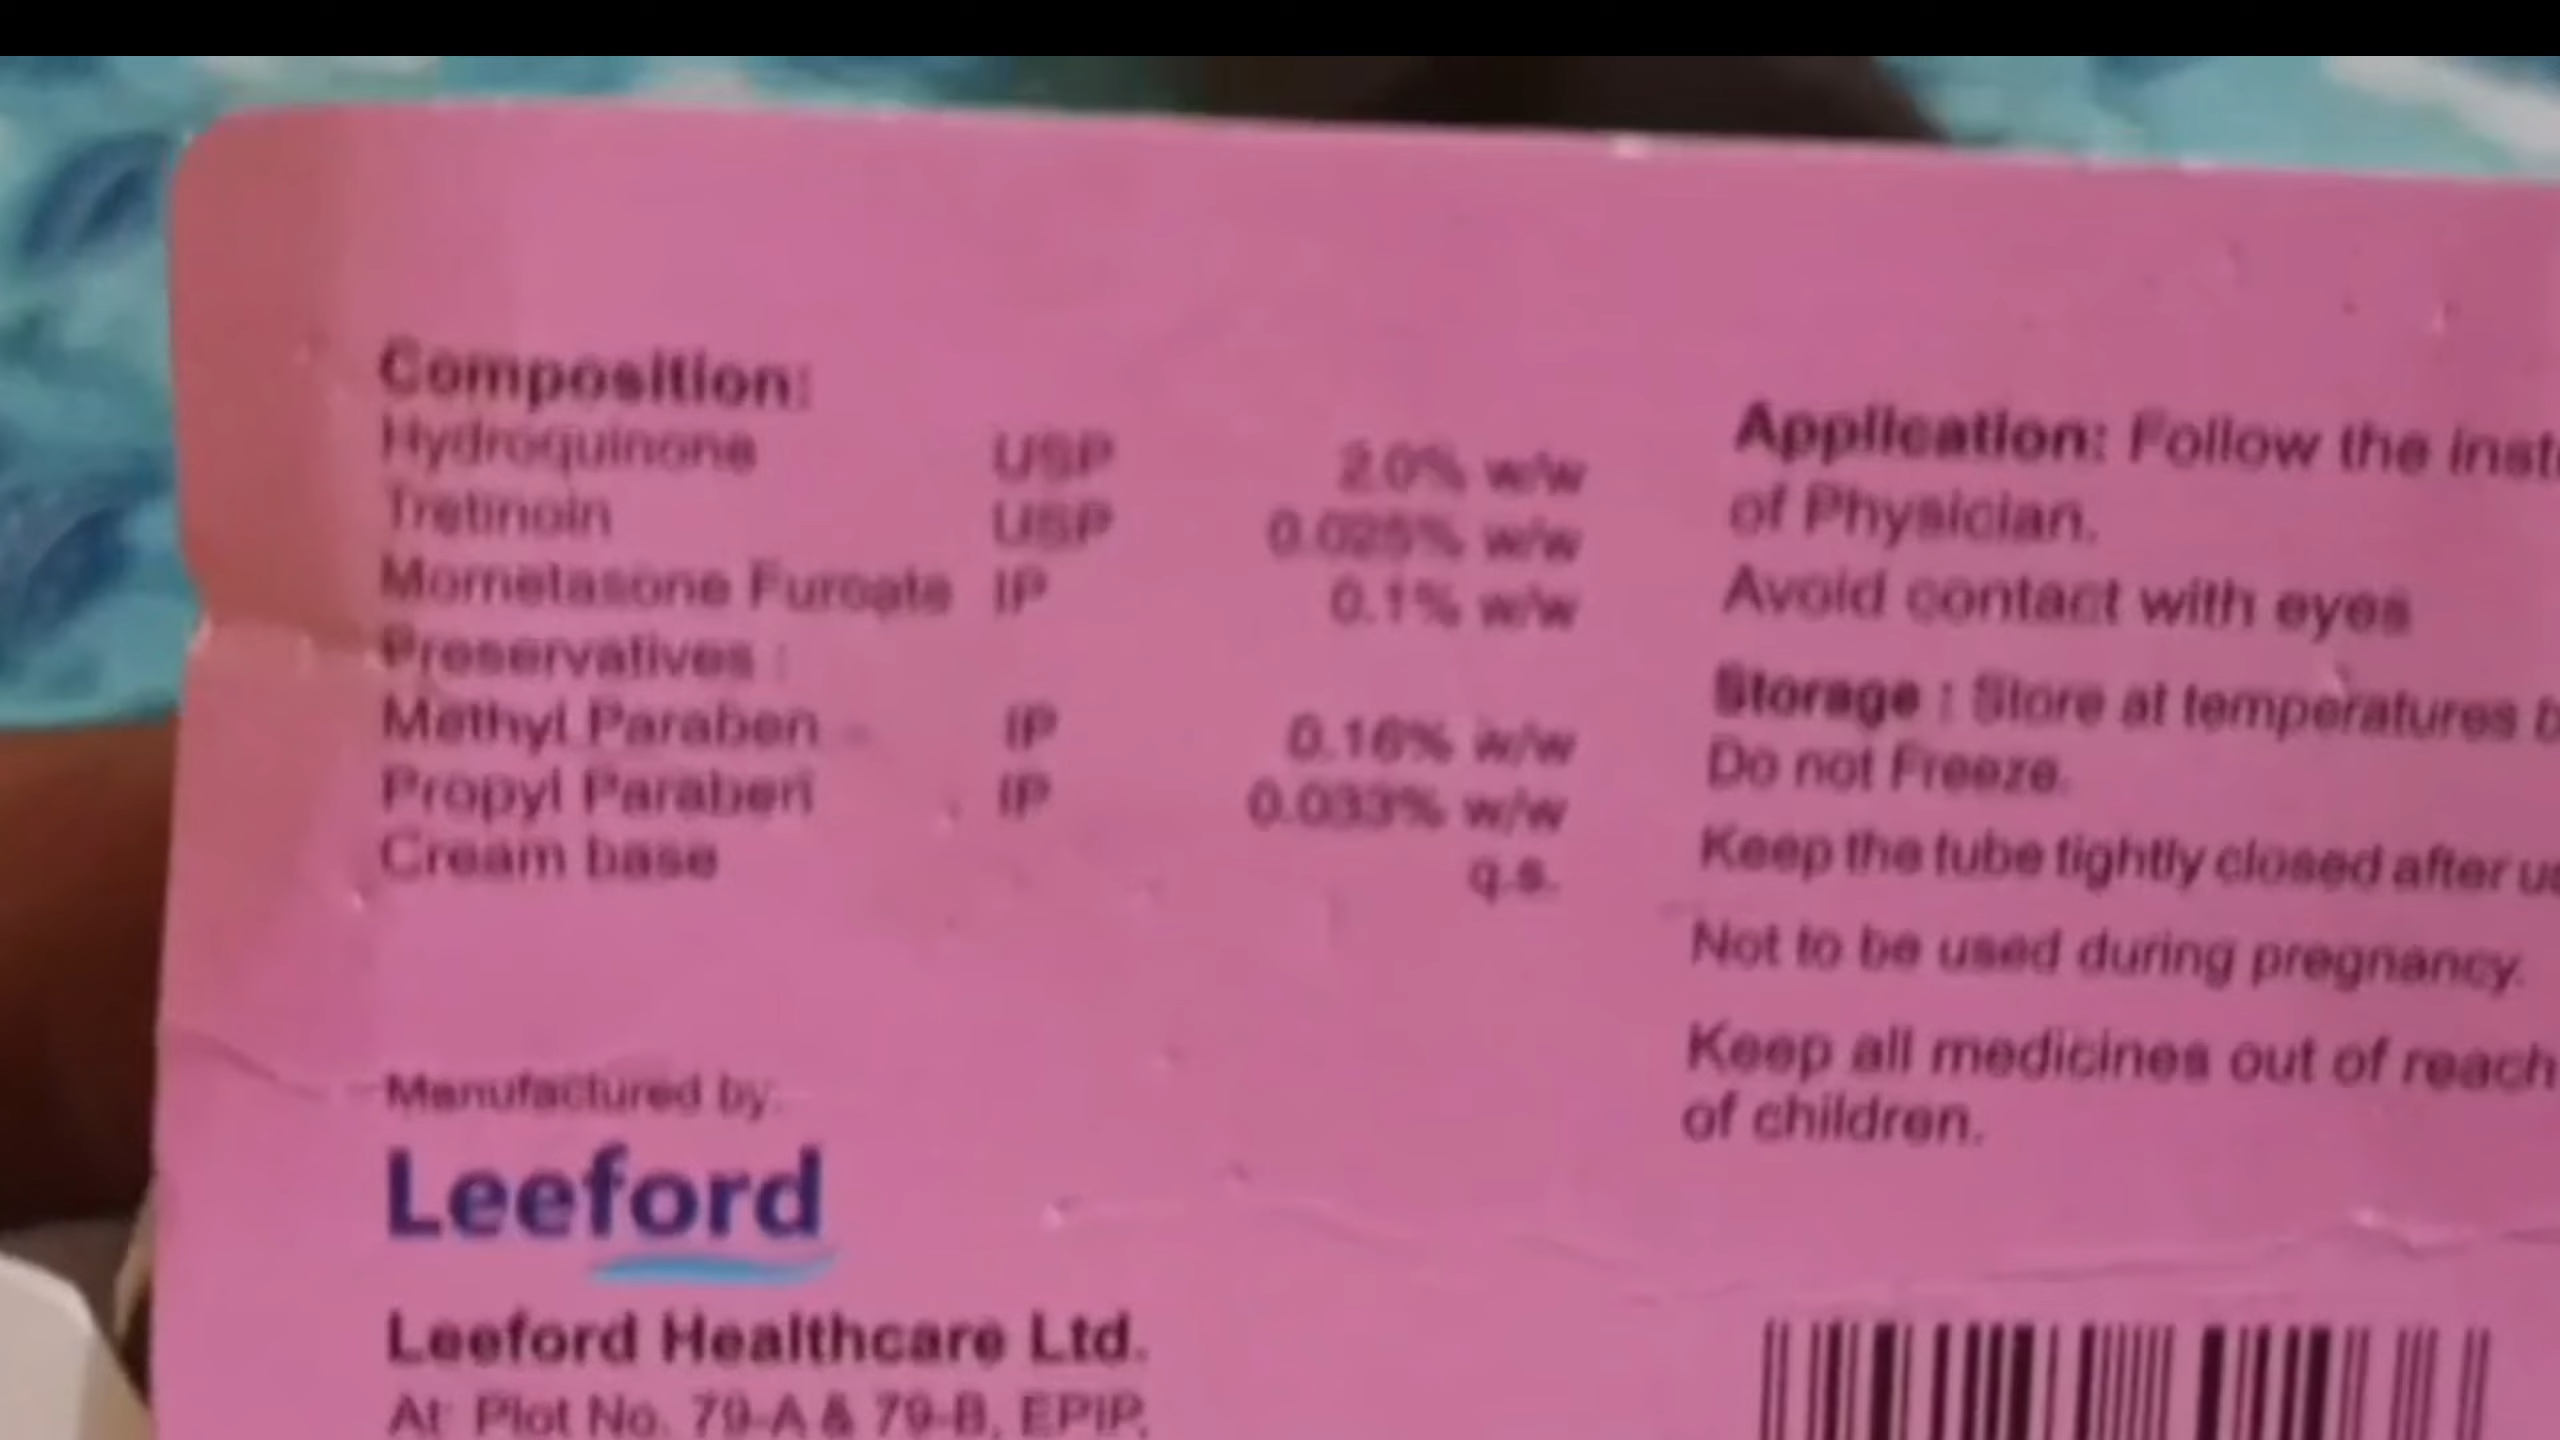 Composition:
Hydroquinone USP 2.0% w/w
Tretinoin USP 0.025% w/w
Mometasone Furoate IP 0.1% w/w
Preservatives :
Methyl Paraben IP 0.16% w/w
Propyl Paraben IP 0.033% w/w
Cream base q.s.
Manufactured by:
Leeford
Leeford Healthcare Ltd.
At: Plot No. 79-A & 79-B, EPIP,
Application: Follow the
of Physician.
Avoid contact with eyes
Storage : Store at temperatures
Do not Freeze.
Keep the tube tightly closed after
Not to be used during pregnancy.
Keep all medicines out of reach
of children.